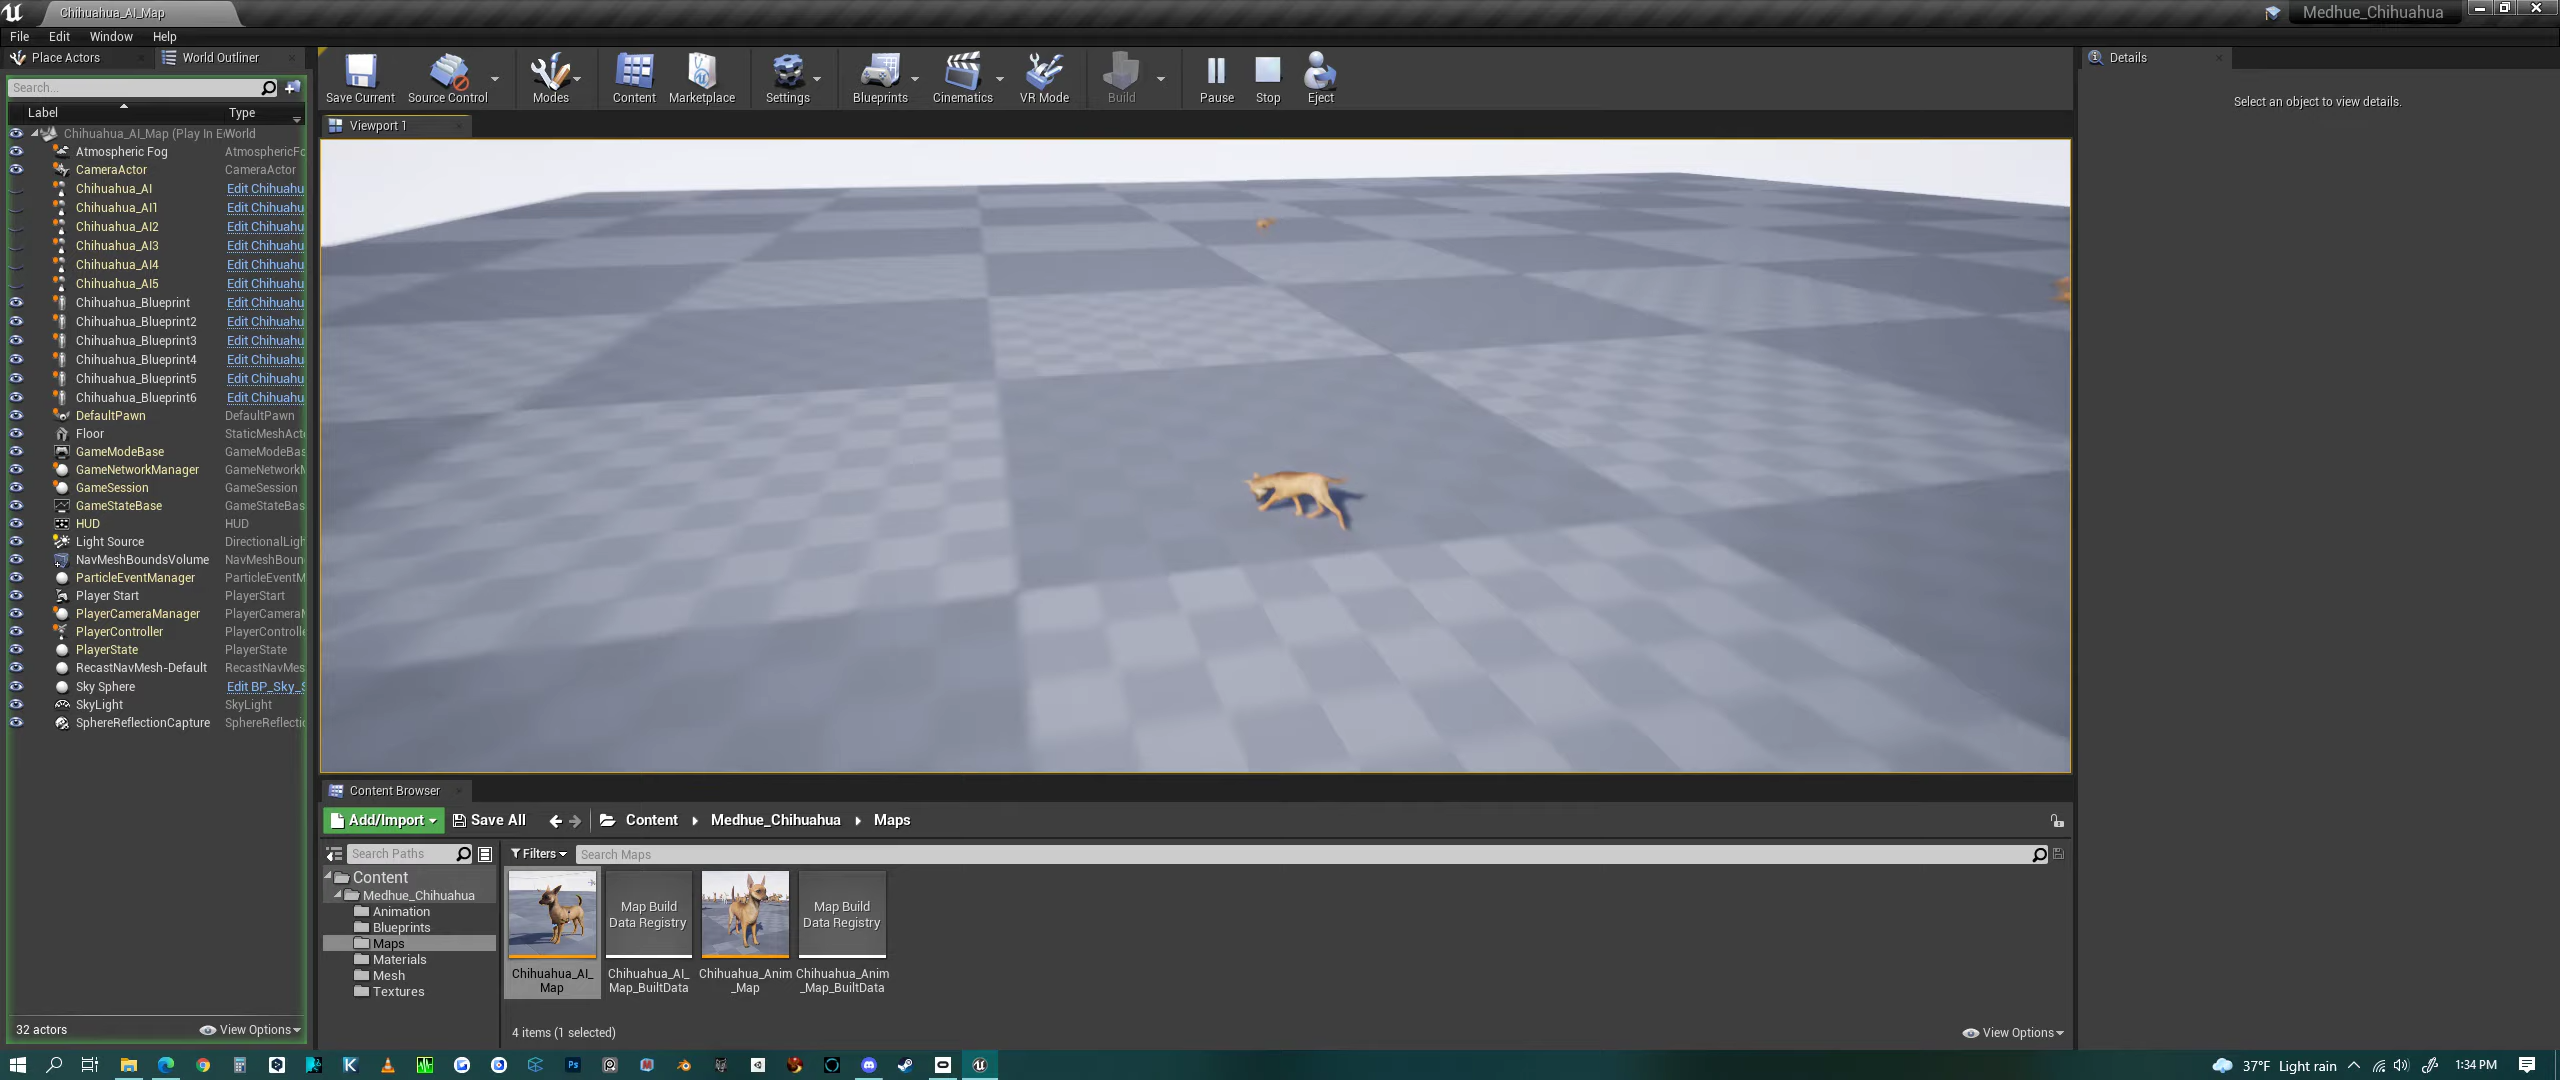 Chihuahua_AI_Map
Medhue_Chihuahua
File Edit Window Help
Place Actors
World Outliner
Search...
Label Type
Chihuahua_AI_Map (Play In E World
Atmospheric Fog AtmosphericFo
CameraActor CameraActor
Chihuahua_AI Edit Chihuahu
Chihuahua_AI1 Edit Chihuahu
Chihuahua_AI2 Edit Chihuahu
Chihuahua_AI3 Edit Chihuahu
Chihuahua_AI4 Edit Chihuahu
Chihuahua_AI5 Edit Chihuahu
Chihuahua_Blueprint Edit Chihuahu
Chihuahua_Blueprint2 Edit Chihuahu
Chihuahua_Blueprint3 Edit Chihuahu
Chihuahua_Blueprint4 Edit Chihuahu
Chihuahua_Blueprint5 Edit Chihuahu
Chihuahua_Blueprint6 Edit Chihuahu
DefaultPawn DefaultPawn
Floor StaticMeshAct
GameModeBase GameModeBas
GameNetworkManager GameNetworkM
GameSession GameSession
GameStateBase GameStateBas
HUD HUD
Light Source DirectionalLigh
NavMeshBoundsVolume NavMeshBoun
ParticleEventManager ParticleEventM
Player Start PlayerStart
PlayerCameraManager PlayerCameraM
PlayerController PlayerControlle
PlayerState PlayerState
RecastNavMesh-Default RecastNavMes
Sky Sphere Edit BP_Sky_S
SkyLight SkyLight
SphereReflectionCapture SphereReflectio
32 actors View Options
Save Current Source Control Modes Content Marketplace Settings Blueprints Cinematics VR Mode Build Pause Stop Eject
Viewport 1
Details
Select an object to view details.
Content Browser
Add/Import Save All Content Medhue_Chihuahua Maps
Search Paths
Filters Search Maps
Content
Medhue_Chihuahua
Animation
Blueprints
Maps
Materials
Mesh
Textures
Map Build
Data Registry
Map Build
Data Registry
Chihuahua_AI_
Map
Chihuahua_AI_
Map_BuiltData
Chihuahua_Anim
_Map
Chihuahua_Anim
_Map_BuiltData
4 items (1 selected)
View Options
Ps
37°F Light rain
1:34 PM